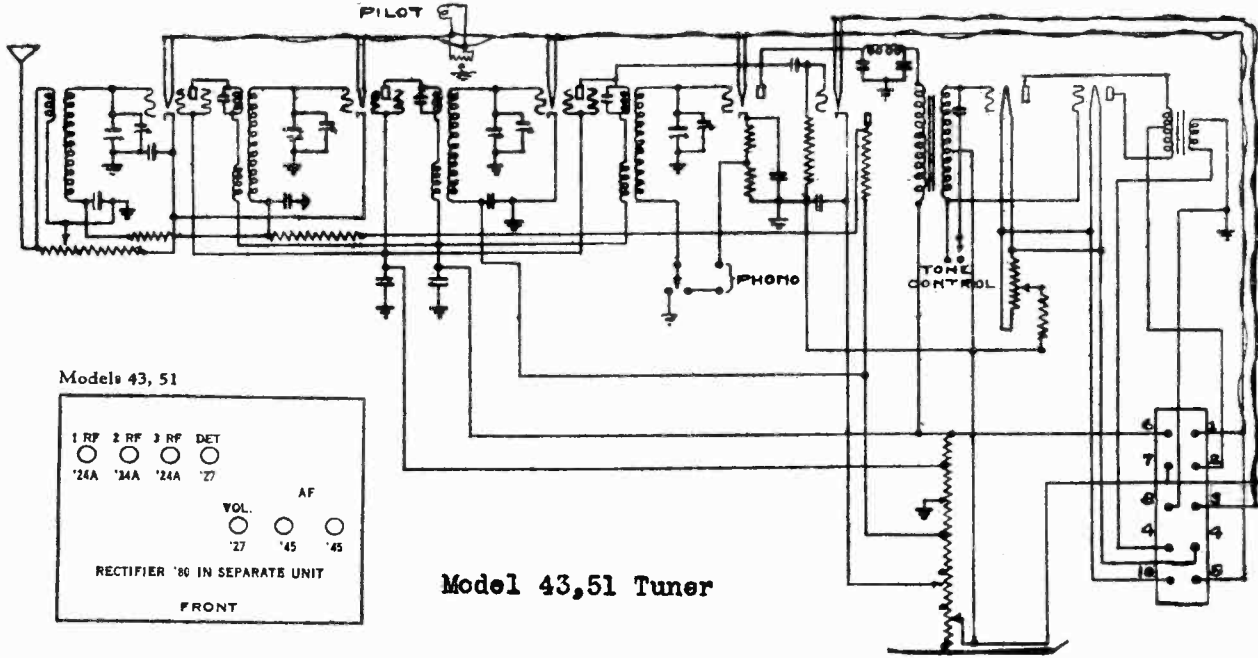 PILOT
PHONO
TONE
CONTROL
Models 43, 51
1 RF 2 RF 3 RF DET
'24A '24A '24A '27
AF
VOL.
'27 '45 '45
RECTIFIER '80 IN SEPARATE UNIT
FRONT
Model 43,51 Tuner
6 1
7 2
8 3
4 4
10 5